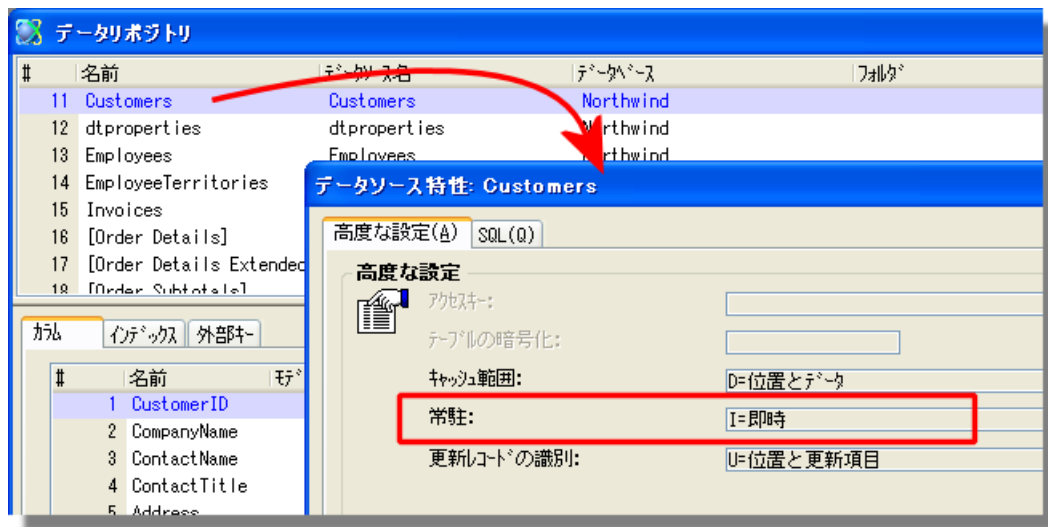 データリポジトリ
# 名前 データソース名 データベース フォルダ
11 Customers Customers Northwind
12 dtproperties dtproperties Northwind
13 Employees Employees Northwind
14 EmployeeTerritories
15 Invoices
16 [Order Details]
17 [Order Details Extended
18 [Order Subtotals]
データソース特性: Customers
高度な設定(A) SQL(Q)
高度な設定
アクセスキー:
テーブルの暗号化:
キャッシュ範囲: D=位置とデータ
常駐: I=即時
更新レコードの識別: U=位置と更新項目
カラム インデックス 外部キー
# 名前 モデ
1 CustomerID
2 CompanyName
3 ContactName
4 ContactTitle
5 Address